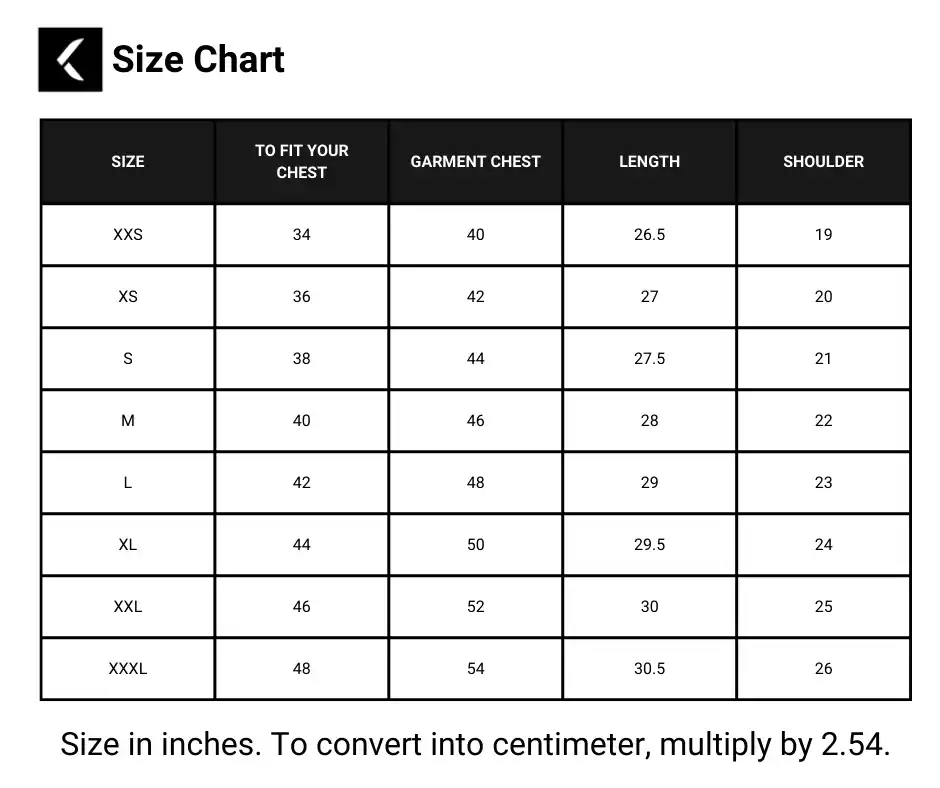 Size Chart
SIZE TO FIT YOUR CHEST GARMENT CHEST LENGTH SHOULDER
XXS 34 40 26.5 19
XS 36 42 27 20
S 38 44 27.5 21
M 40 46 28 22
L 42 48 29 23
XL 44 50 29.5 24
XXL 46 52 30 25
XXXL 48 54 30.5 26
Size in inches. To convert into centimeter, multiply by 2.54.